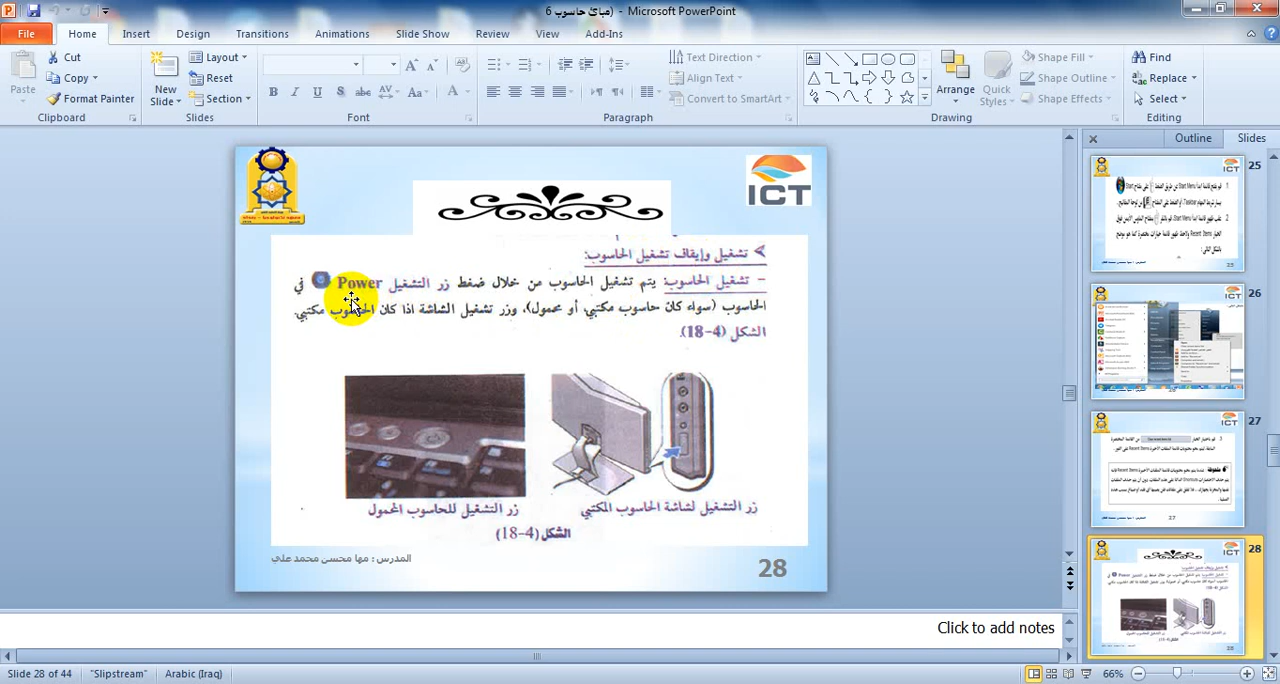 (مبائ حاسوب 6 - Microsoft PowerPoint
File Home Insert Design Transitions Animations Slide Show Review View Add-Ins
Paste
Cut
Copy
Format Painter
Clipboard
New Slide
Layout
Reset
Section
Slides
Font
Text Direction
Align Text
Convert to SmartArt
Paragraph
Arrange
Quick Styles
Shape Fill
Shape Outline
Shape Effects
Drawing
Find
Replace
Select
Editing
ICT
➤ تشغيل وإيقاف تشغيل الحاسوب:
– تشغيل الحاسوب: يتم تشغيل الحاسوب من خلال ضغط زر التشغيل Power في
الحاسوب (سواء كان حاسوب مكتبي أو محمول)، وزر تشغيل الشاشة اذا كان الحاسوب مكتبي.
الشكل (4-18).
زر التشغيل لشاشة الحاسوب المكتبي
زر التشغيل للحاسوب المحمول
الشكل (4-18)
المدرس : مها محسن محمد علي
28
Outline Slides
25
26
27
28
Click to add notes
Slide 28 of 44 "Slipstream" Arabic (Iraq) 66%